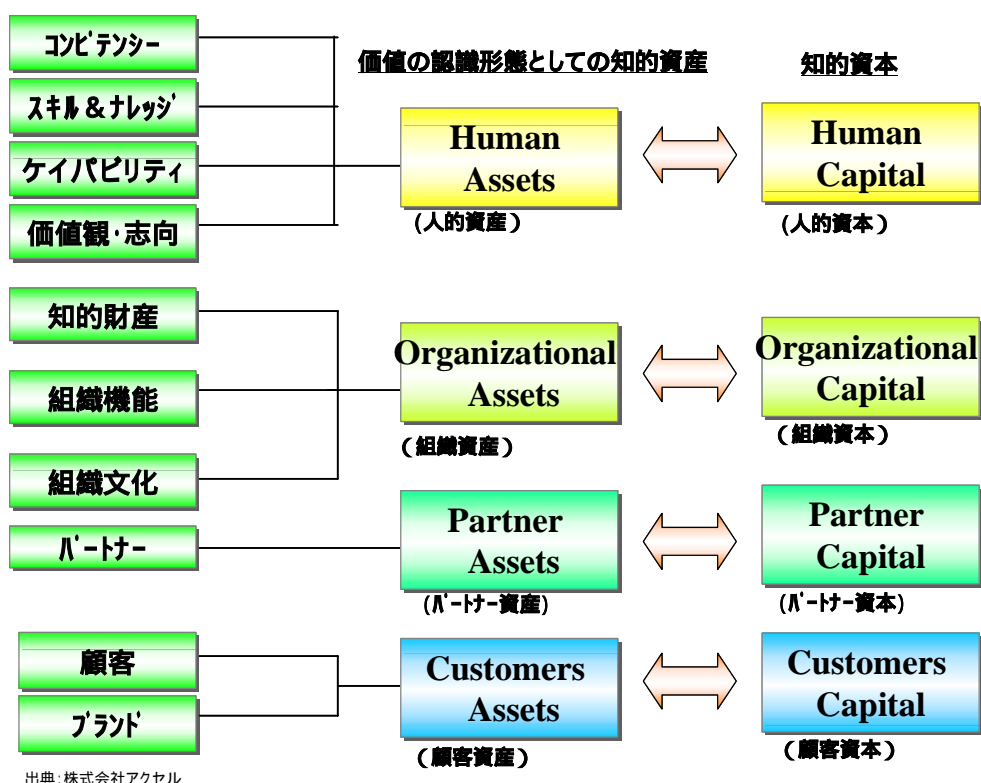 コンピテンシー
スキル＆ナレッジ
ケイパビリティ
価値観･志向
知的財産
組織機能
組織文化
パートナー
顧客
ブランド
出典：株式会社アクセル
価値の認識形態としての知的資産
Human
Assets
(人的資産)
Organizational
Assets
(組織資産)
Partner
Assets
(パートナー資産)
Customers
Assets
(顧客資産)
知的資本
Human
Capital
(人的資本)
Organizational
Capital
(組織資本)
Partner
Capital
(パートナー資本)
Customers
Capital
(顧客資本)